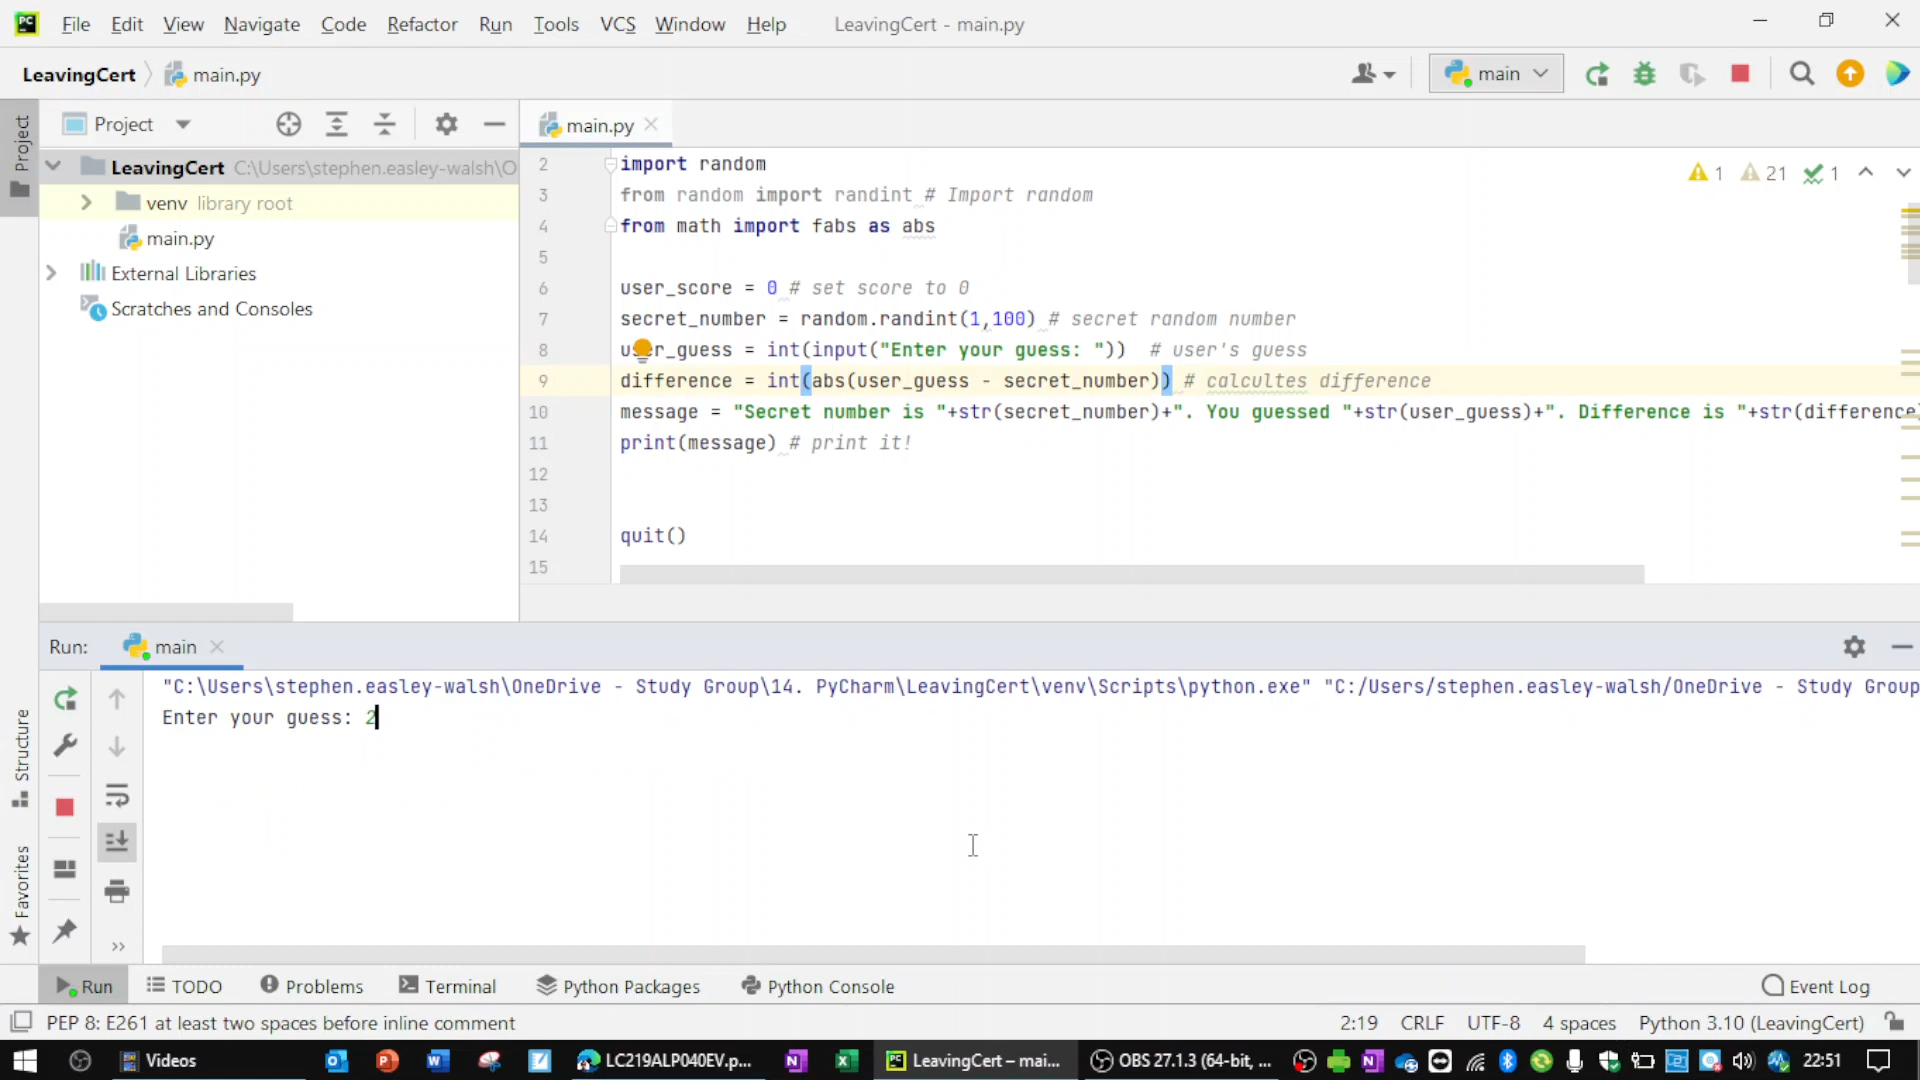 PC File Edit View Navigate Code Refactor Run Tools VCS Window Help LeavingCert - main.py
LeavingCert main.py main
Project main.py
Project
LeavingCert C:\Users\stephen.easley-walsh\O
venv library root
main.py
External Libraries
Scratches and Consoles
1 21 1
2 import random
3 from random import randint # Import random
4 from math import fabs as abs
5
6 user_score = 0 # set score to 0
7 secret_number = random.randint(1,100) # secret random number
8 user_guess = int(input("Enter your guess: ")) # user's guess
9 difference = int(abs(user_guess - secret_number)) # calcultes difference
10 message = "Secret number is "+str(secret_number)+". You guessed "+str(user_guess)+". Difference is "+str(difference)
11 print(message) # print it!
12
13
14 quit()
15
Run: main
"C:\Users\stephen.easley-walsh\OneDrive - Study Group\14. PyCharm\LeavingCert\venv\Scripts\python.exe" "C:/Users/stephen.easley-walsh/OneDrive - Study Group
Enter your guess: 2
Structure
Favorites
Run TODO Problems Terminal Python Packages Python Console Event Log
PEP 8: E261 at least two spaces before inline comment 2:19 CRLF UTF-8 4 spaces Python 3.10 (LeavingCert)
Videos LC219ALP040EV.p... LeavingCert – mai... OBS 27.1.3 (64-bit, ... 22:51